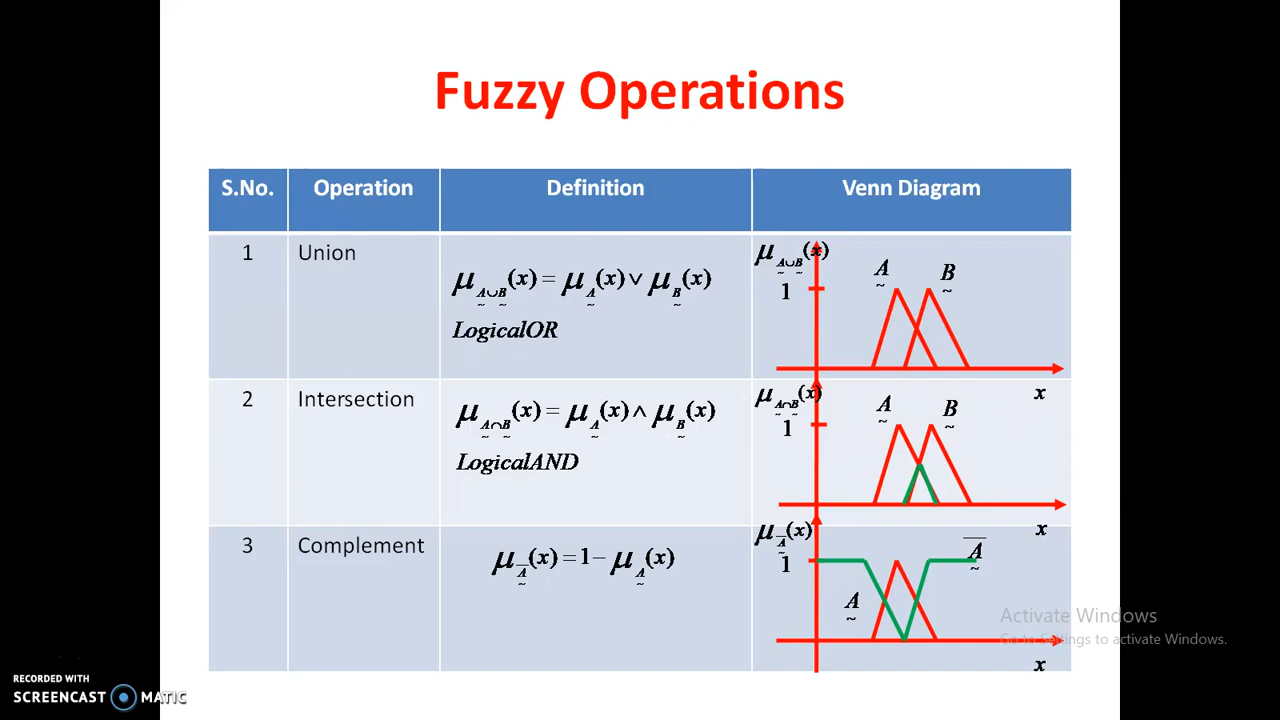 Fuzzy Operations
S.No. Operation Definition Venn Diagram
1 Union
μ_{A∪B}(x) = μ_A(x) ∨ μ_B(x)
~ ~ ~ ~
LogicalOR
μ_{A∪B}(x)
~ ~
1
A
~
B
~
x
2 Intersection
μ_{A∩B}(x) = μ_A(x) ∧ μ_B(x)
~ ~ ~ ~
LogicalAND
μ_{A∩B}(x)
~ ~
1
A
~
B
~
x
3 Complement
μ_{A̅}(x) = 1 − μ_A(x)
~ ~
μ_{A̅}(x)
~
1
A
~
A̅
~
x
Activate Windows
Go to Settings to activate Windows.
RECORDED WITH
SCREENCAST MATIC